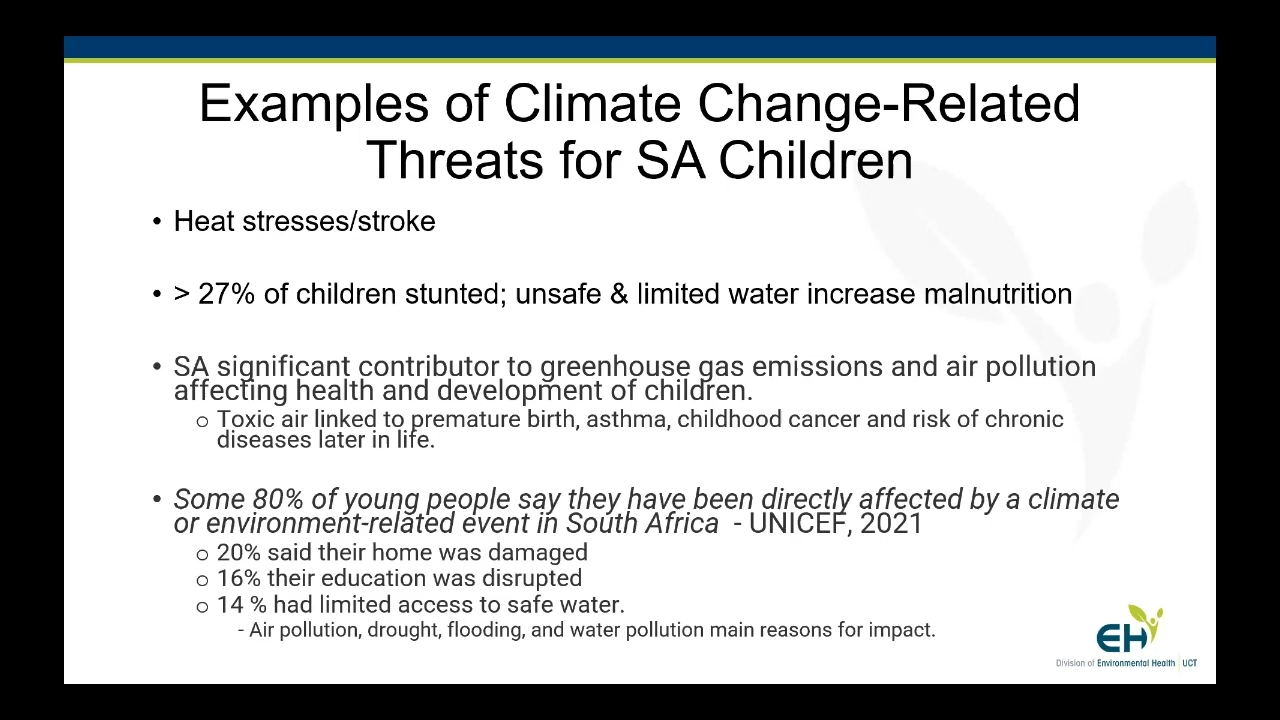 Examples of Climate Change-Related
Threats for SA Children
• Heat stresses/stroke
• > 27% of children stunted; unsafe & limited water increase malnutrition
• SA significant contributor to greenhouse gas emissions and air pollution
affecting health and development of children.
o Toxic air linked to premature birth, asthma, childhood cancer and risk of chronic
diseases later in life.
• Some 80% of young people say they have been directly affected by a climate
or environment-related event in South Africa - UNICEF, 2021
o 20% said their home was damaged
o 16% their education was disrupted
o 14 % had limited access to safe water.
- Air pollution, drought, flooding, and water pollution main reasons for impact.
EH
Division of Environmental Health | UCT